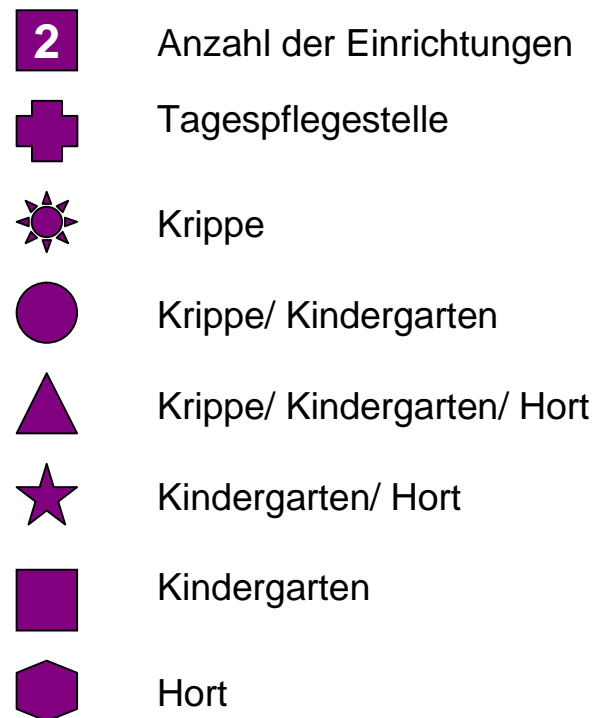 2 Anzahl der Einrichtungen
Tagespflegestelle
Krippe
Krippe/ Kindergarten
Krippe/ Kindergarten/ Hort
Kindergarten/ Hort
Kindergarten
Hort